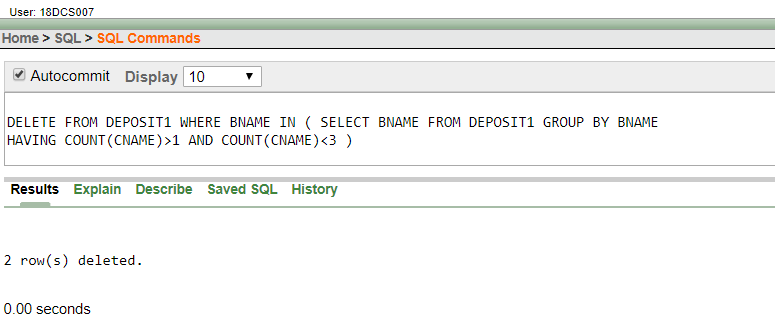 User: 18DCS007
Home > SQL > SQL Commands
Autocommit Display 10
DELETE FROM DEPOSIT1 WHERE BNAME IN ( SELECT BNAME FROM DEPOSIT1 GROUP BY BNAME
HAVING COUNT(CNAME)>1 AND COUNT(CNAME)<3 )
Results Explain Describe Saved SQL History
2 row(s) deleted.
0.00 seconds